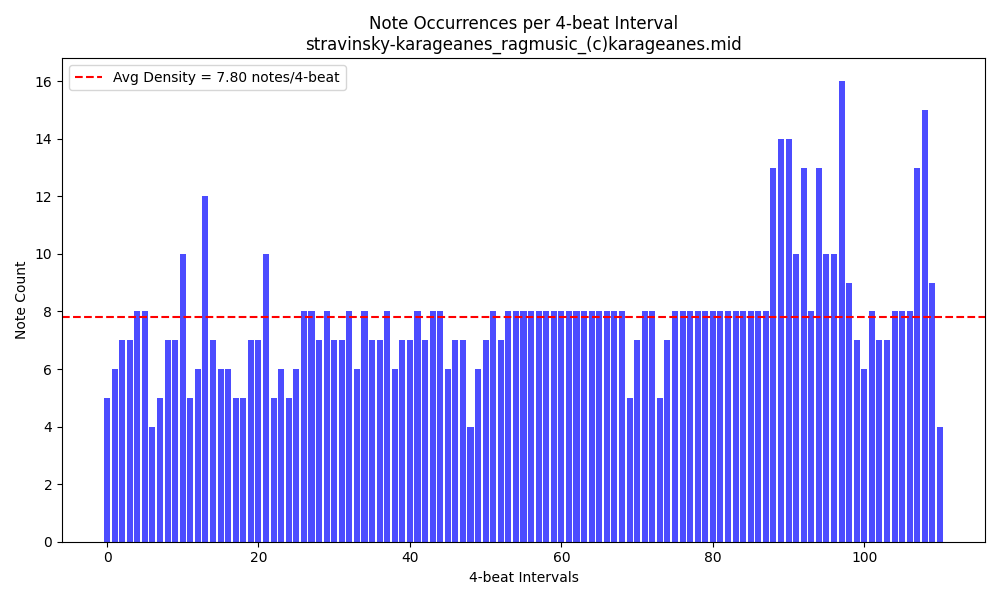 Note Occurrences per 4-beat Interval
stravinsky-karageanes_ragmusic_(c)karageanes.mid
Avg Density = 7.80 notes/4-beat
Note Count
16
14
12
10
8
6
4
2
0
0 20 40 60 80 100
4-beat Intervals